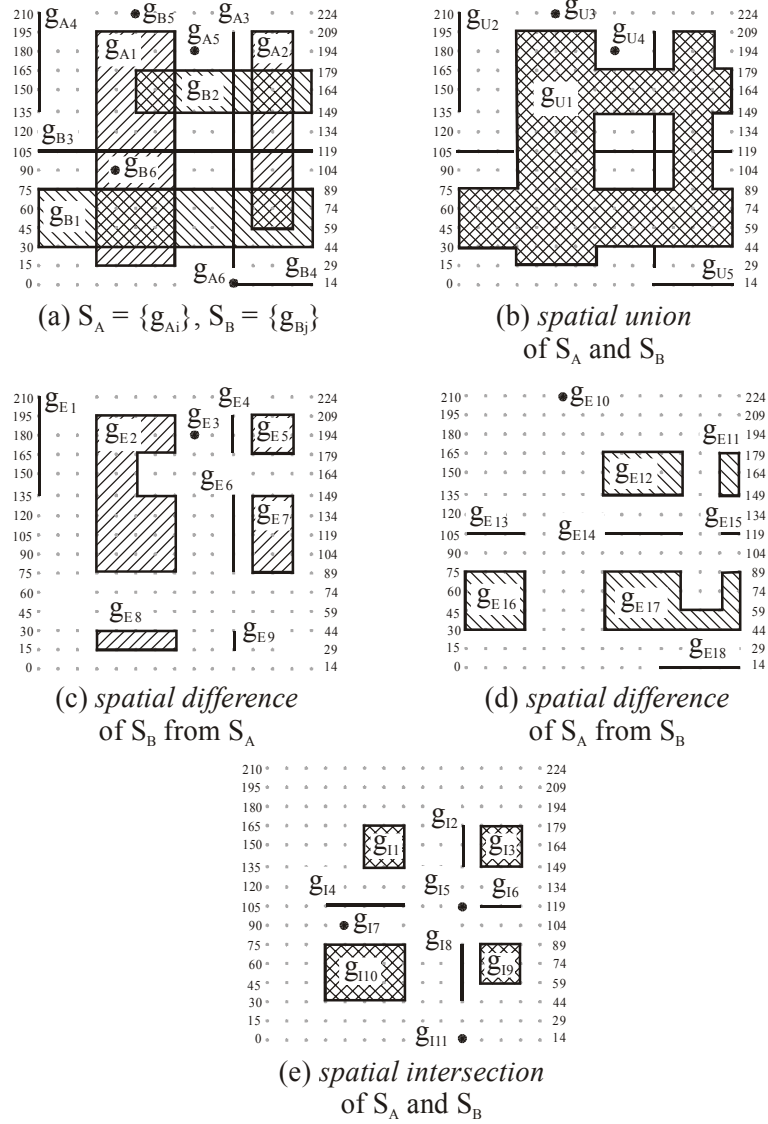 g_A4 g_B5 g_A3
210 224
195 g_A1 g_A5 g_A2 209
180 194
165 179
150 g_B2 164
135 149
120 g_B3 134
105 119
90 g_B6 104
75 89
60 g_B1 74
45 59
30 44
15 g_A6 g_B4 29
0 14
(a) S_A = {g_Ai}, S_B = {g_Bj}
210 g_U2 g_U3 224
195 209
180 g_U4 194
165 179
150 g_U1 164
135 149
120 134
105 119
90 104
75 89
60 74
45 59
30 44
15 g_U5 29
0 14
(b) spatial union
of S_A and S_B
210 g_E1 g_E4 224
195 g_E2 g_E3 g_E5 209
180 194
165 179
150 g_E6 164
135 149
120 g_E7 134
105 119
90 104
75 89
60 74
45 g_E8 59
30 g_E9 44
15 29
0 14
(c) spatial difference
of S_B from S_A
210 g_E10 224
195 209
180 g_E11 194
165 179
150 g_E12 164
135 149
120 g_E13 g_E14 g_E15 134
105 119
90 104
75 89
60 g_E16 g_E17 74
45 59
30 44
15 g_E18 29
0 14
(d) spatial difference
of S_A from S_B
210 224
195 209
180 g_I2 194
165 179
150 g_I1 g_I3 164
135 149
120 g_I4 g_I5 g_I6 134
105 119
90 g_I7 104
75 g_I8 89
60 g_I10 g_I9 74
45 59
30 44
15 29
0 g_I11 14
(e) spatial intersection
of S_A and S_B